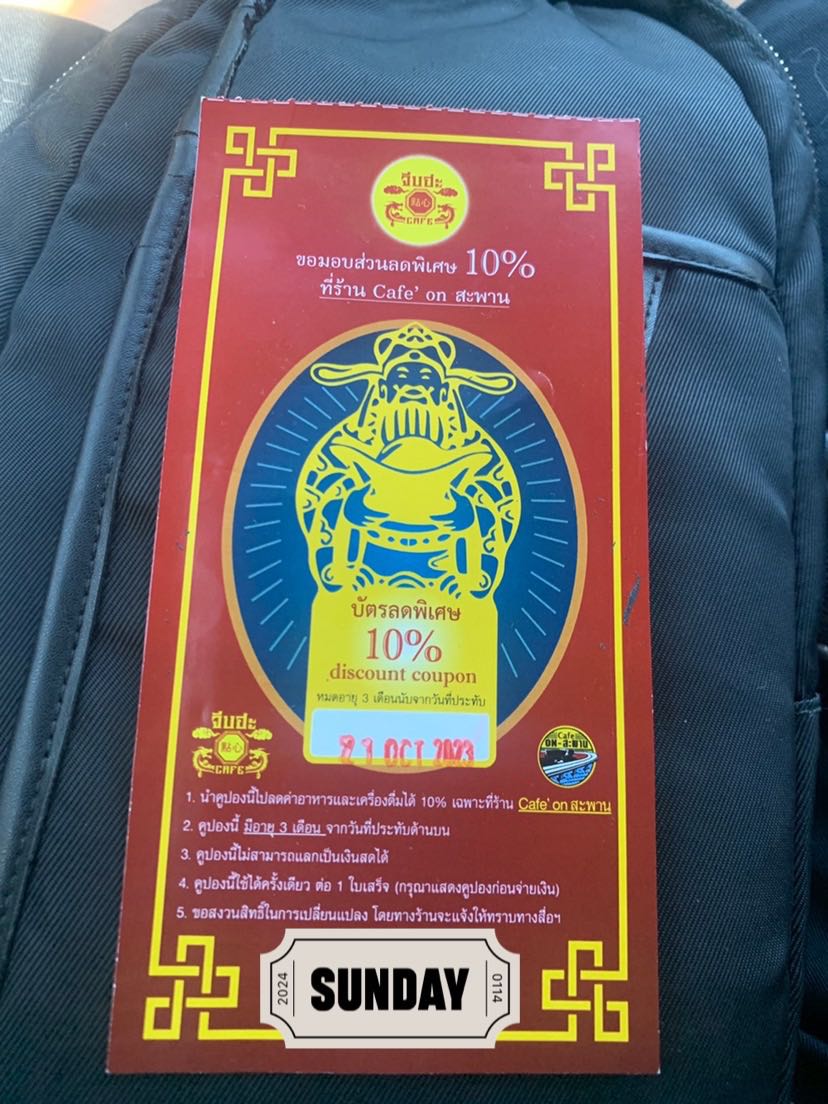 จีบฮะ
點心
CAFE
ขอมอบส่วนลดพิเศษ 10%
ที่ร้าน Cafe' on สะพาน
บัตรลดพิเศษ
10%
discount coupon
หมดอายุ 3 เดือนนับจากวันที่ประทับ
OCT 2023
จีบฮะ
點心
CAFE
Cafe
on-สะพาน
1. นำคูปองนี้ไปลดค่าอาหารและเครื่องดื่มได้ 10% เฉพาะที่ร้าน Cafe' on สะพาน
2. คูปองนี้ มีอายุ 3 เดือน จากวันที่ประทับด้านบน
3. คูปองนี้ไม่สามารถแลกเป็นเงินสดได้
4. คูปองนี้ใช้ได้ครั้งเดียว ต่อ 1 ใบเสร็จ (กรุณาแสดงคูปองก่อนจ่ายเงิน)
5. ขอสงวนสิทธิ์ในการเปลี่ยนแปลง โดยทางร้านจะแจ้งให้ทราบทางสื่อฯ
2024
SUNDAY
0114